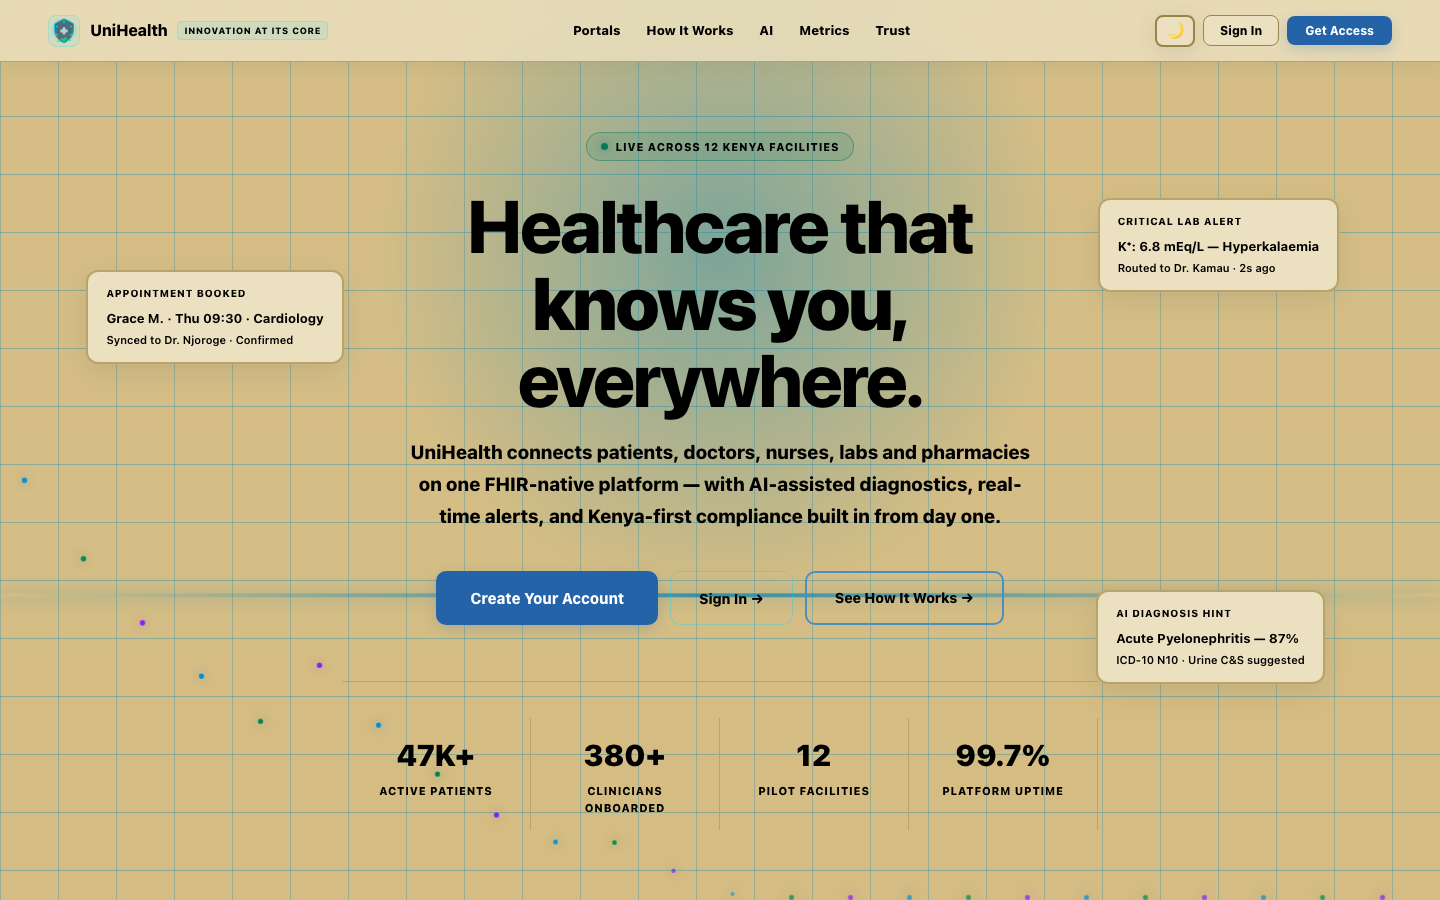 UniHealth
INNOVATION AT ITS CORE
Portals
How It Works
AI
Metrics
Trust
Sign In
Get Access
LIVE ACROSS 12 KENYA FACILITIES
Healthcare that
knows you,
everywhere.
APPOINTMENT BOOKED
Grace M. · Thu 09:30 · Cardiology
Synced to Dr. Njoroge · Confirmed
CRITICAL LAB ALERT
K⁺: 6.8 mEq/L — Hyperkalaemia
Routed to Dr. Kamau · 2s ago
UniHealth connects patients, doctors, nurses, labs and pharmacies
on one FHIR-native platform — with AI-assisted diagnostics, real-
time alerts, and Kenya-first compliance built in from day one.
Create Your Account
Sign In →
See How It Works →
AI DIAGNOSIS HINT
Acute Pyelonephritis — 87%
ICD-10 N10 · Urine C&S suggested
47K+
ACTIVE PATIENTS
380+
CLINICIANS
ONBOARDED
12
PILOT FACILITIES
99.7%
PLATFORM UPTIME